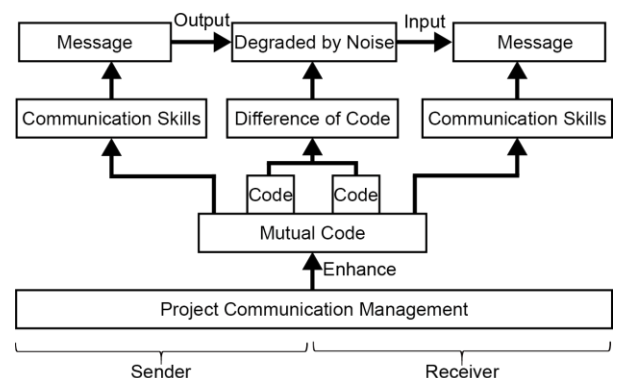 Output
Input
Message
Degraded by Noise
Message
Communication Skills
Difference of Code
Communication Skills
Code
Code
Mutual Code
Enhance
Project Communication Management
Sender
Receiver